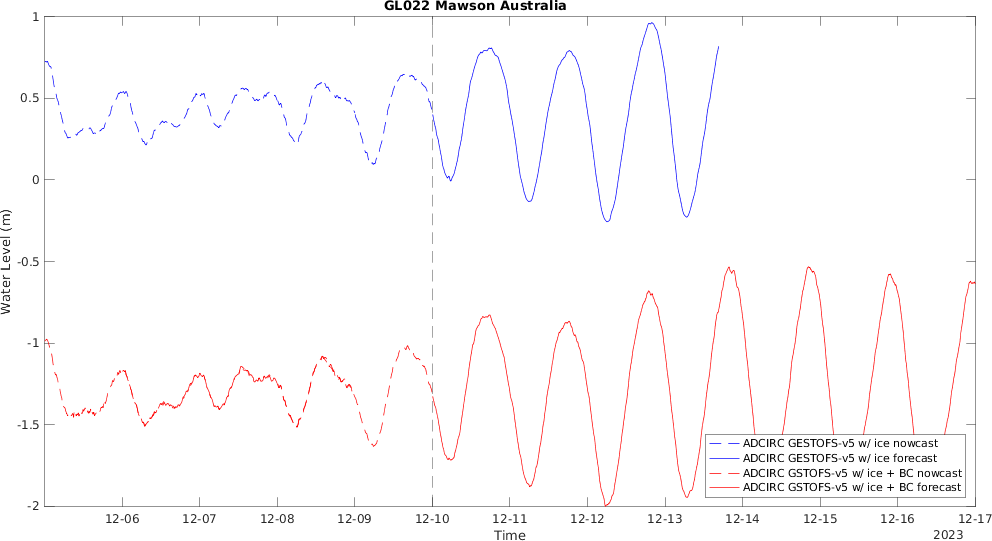 GL022 Mawson Australia
Water Level (m)
1
0.5
0
-0.5
-1
-1.5
-2
ADCIRC GESTOFS-v5 w/ ice nowcast
ADCIRC GESTOFS-v5 w/ ice forecast
ADCIRC GSTOFS-v5 w/ ice + BC nowcast
ADCIRC GSTOFS-v5 w/ ice + BC forecast
12-06 12-07 12-08 12-09 12-10 12-11 12-12 12-13 12-14 12-15 12-16 12-17
Time
2023